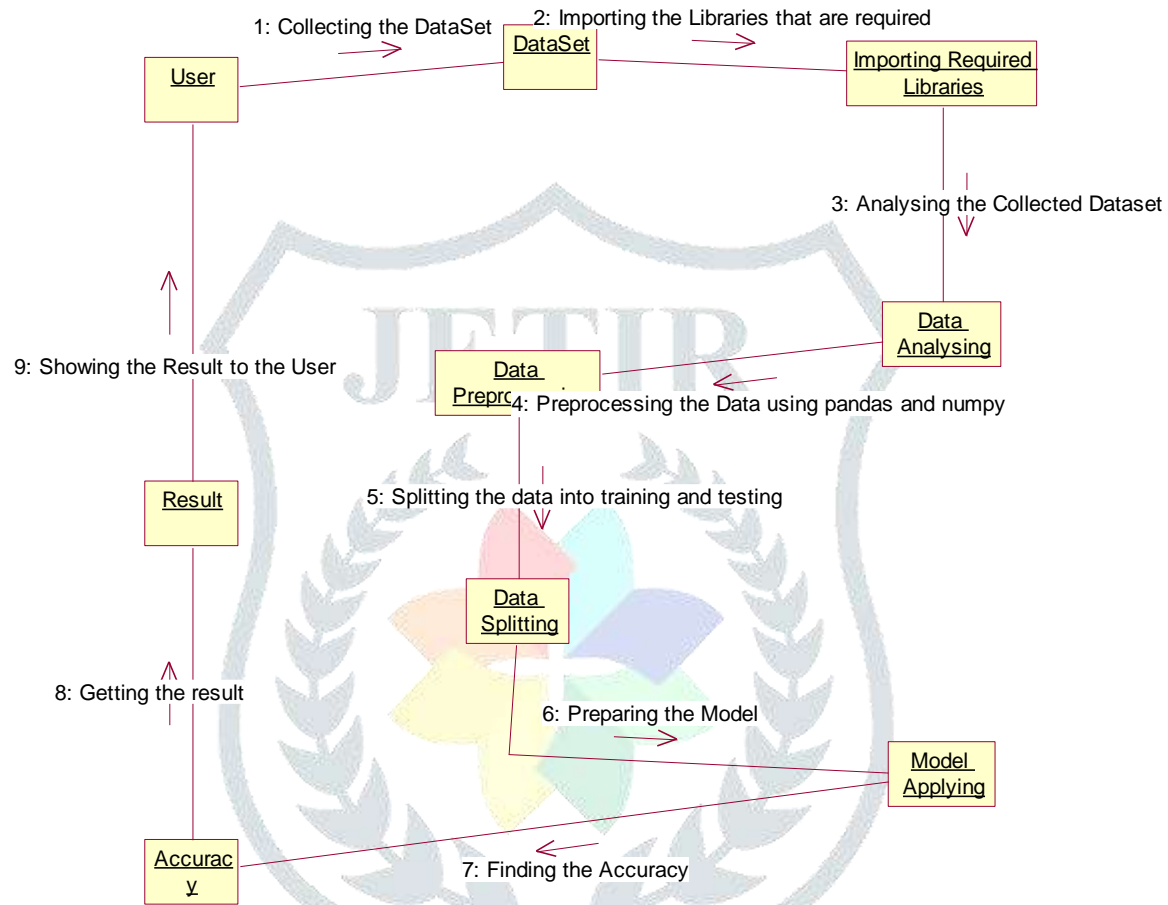 1: Collecting the DataSet
2: Importing the Libraries that are required
User
DataSet
Importing Required
Libraries
3: Analysing the Collected Dataset
JETIR
Data
Analysing
9: Showing the Result to the User
Data
4: Preprocessing the Data using pandas and numpy
5: Splitting the data into training and testing
Result
Data
Splitting
8: Getting the result
6: Preparing the Model
Model
Applying
7: Finding the Accuracy
Accurac
y